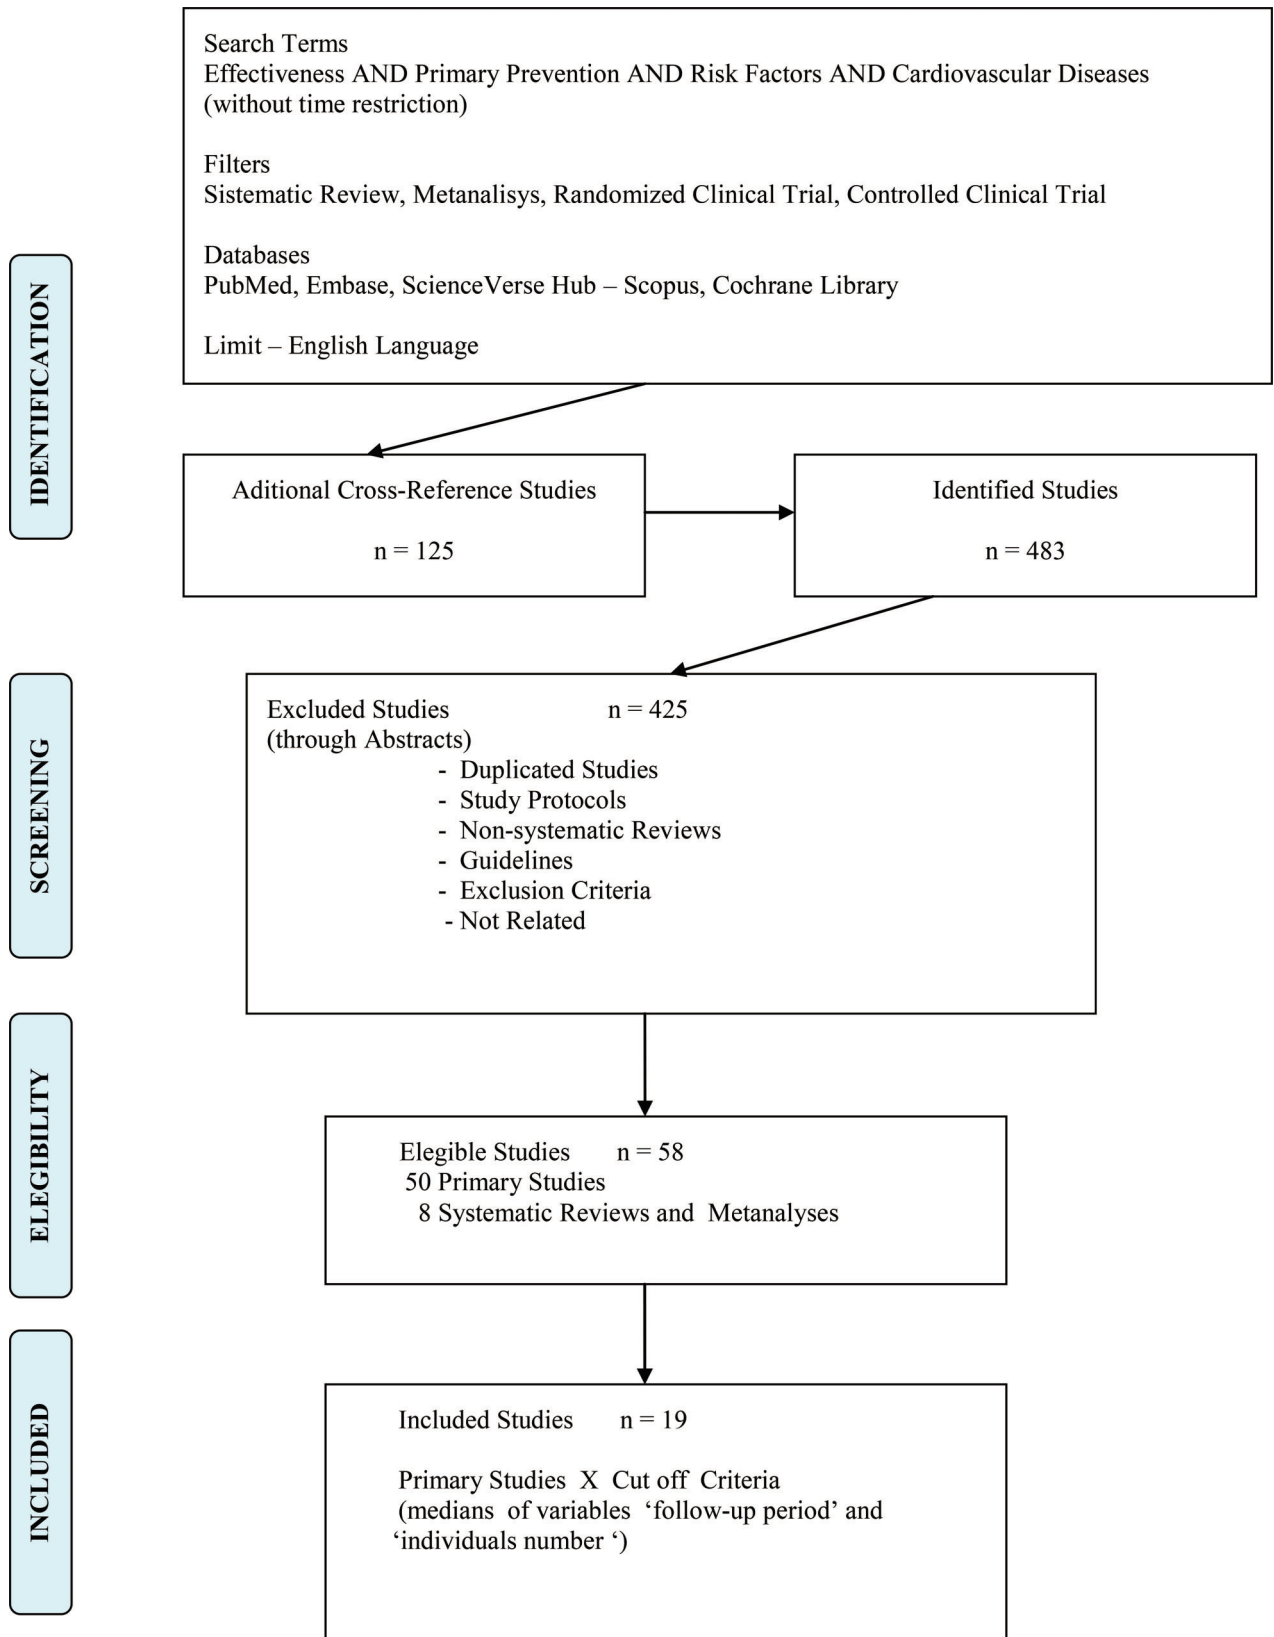 Search Terms
Effectiveness AND Primary Prevention AND Risk Factors AND Cardiovascular Diseases
(without time restriction)
Filters
Sistematic Review, Metanalisys, Randomized Clinical Trial, Controlled Clinical Trial
Databases
PubMed, Embase, ScienceVerse Hub – Scopus, Cochrane Library
Limit – English Language
IDENTIFICATION
Aditional Cross-Reference Studies
n = 125
Identified Studies
n = 483
SCREENING
Excluded Studies n = 425
(through Abstracts)
- Duplicated Studies
- Study Protocols
- Non-systematic Reviews
- Guidelines
- Exclusion Criteria
- Not Related
ELEGIBILITY
Elegible Studies n = 58
50 Primary Studies
8 Systematic Reviews and Metanalyses
INCLUDED
Included Studies n = 19
Primary Studies X Cut off Criteria
(medians of variables ‘follow-up period’ and
‘individuals number ‘)